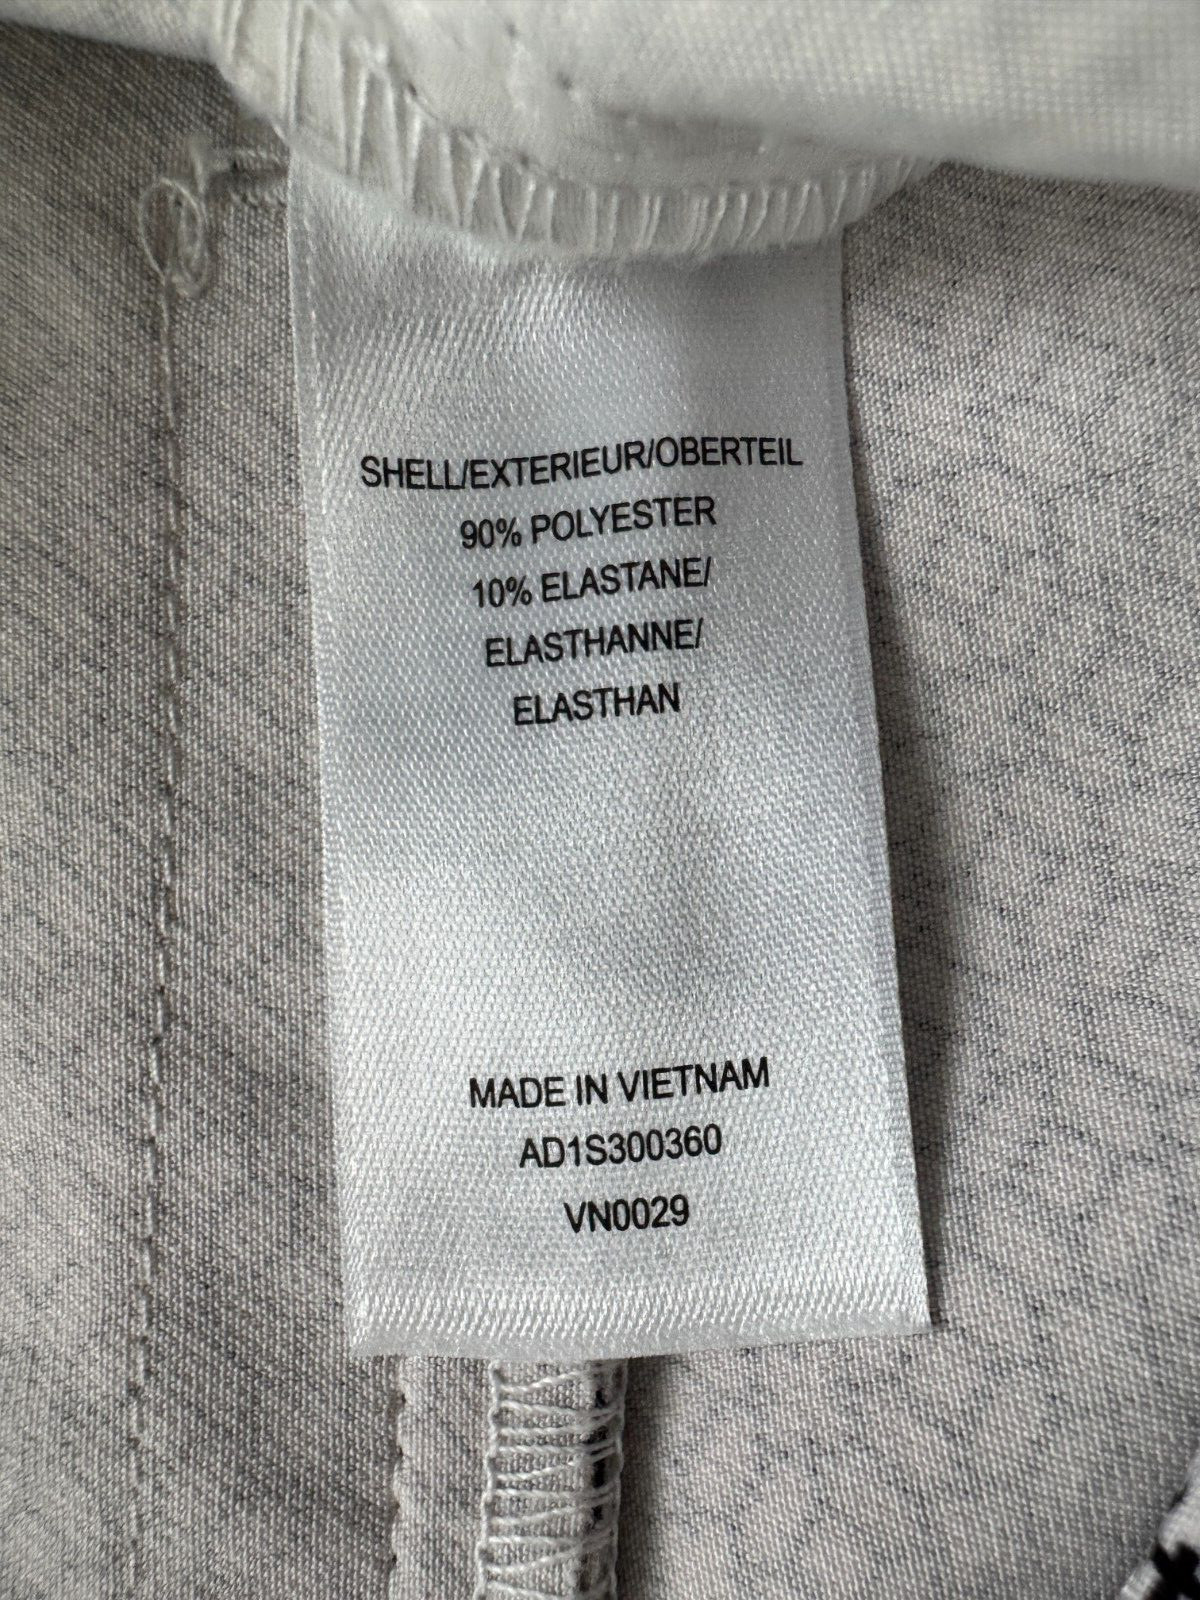 SHELL/EXTERIEUR/OBERTEIL
90% POLYESTER
10% ELASTANE/
ELASTHANNE/
ELASTHAN
MADE IN VIETNAM
AD1S300360
VN0029